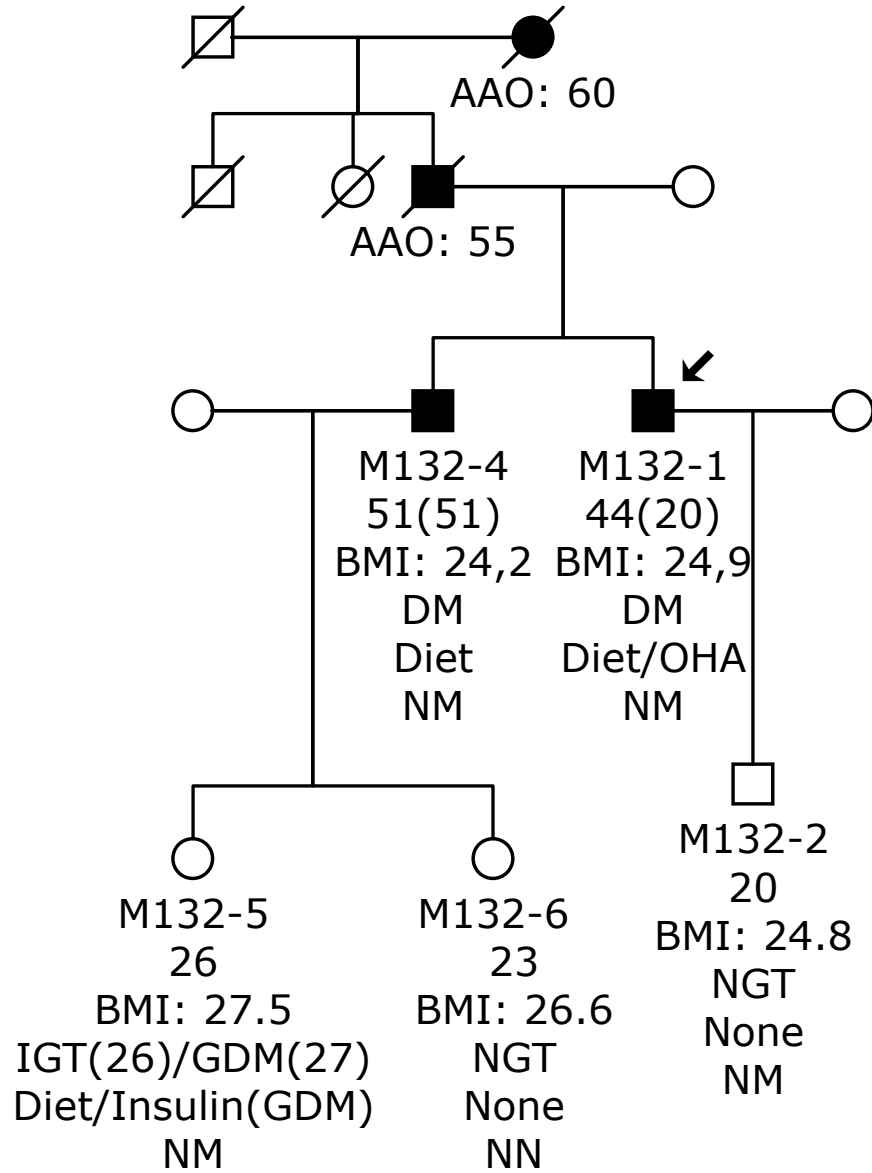 AAO: 60
AAO: 55
M132-4
51(51)
BMI: 24,2
DM
Diet
NM
M132-1
44(20)
BMI: 24,9
DM
Diet/OHA
NM
M132-5
26
BMI: 27.5
IGT(26)/GDM(27)
Diet/Insulin(GDM)
NM
M132-6
23
BMI: 26.6
NGT
None
NN
M132-2
20
BMI: 24.8
NGT
None
NM